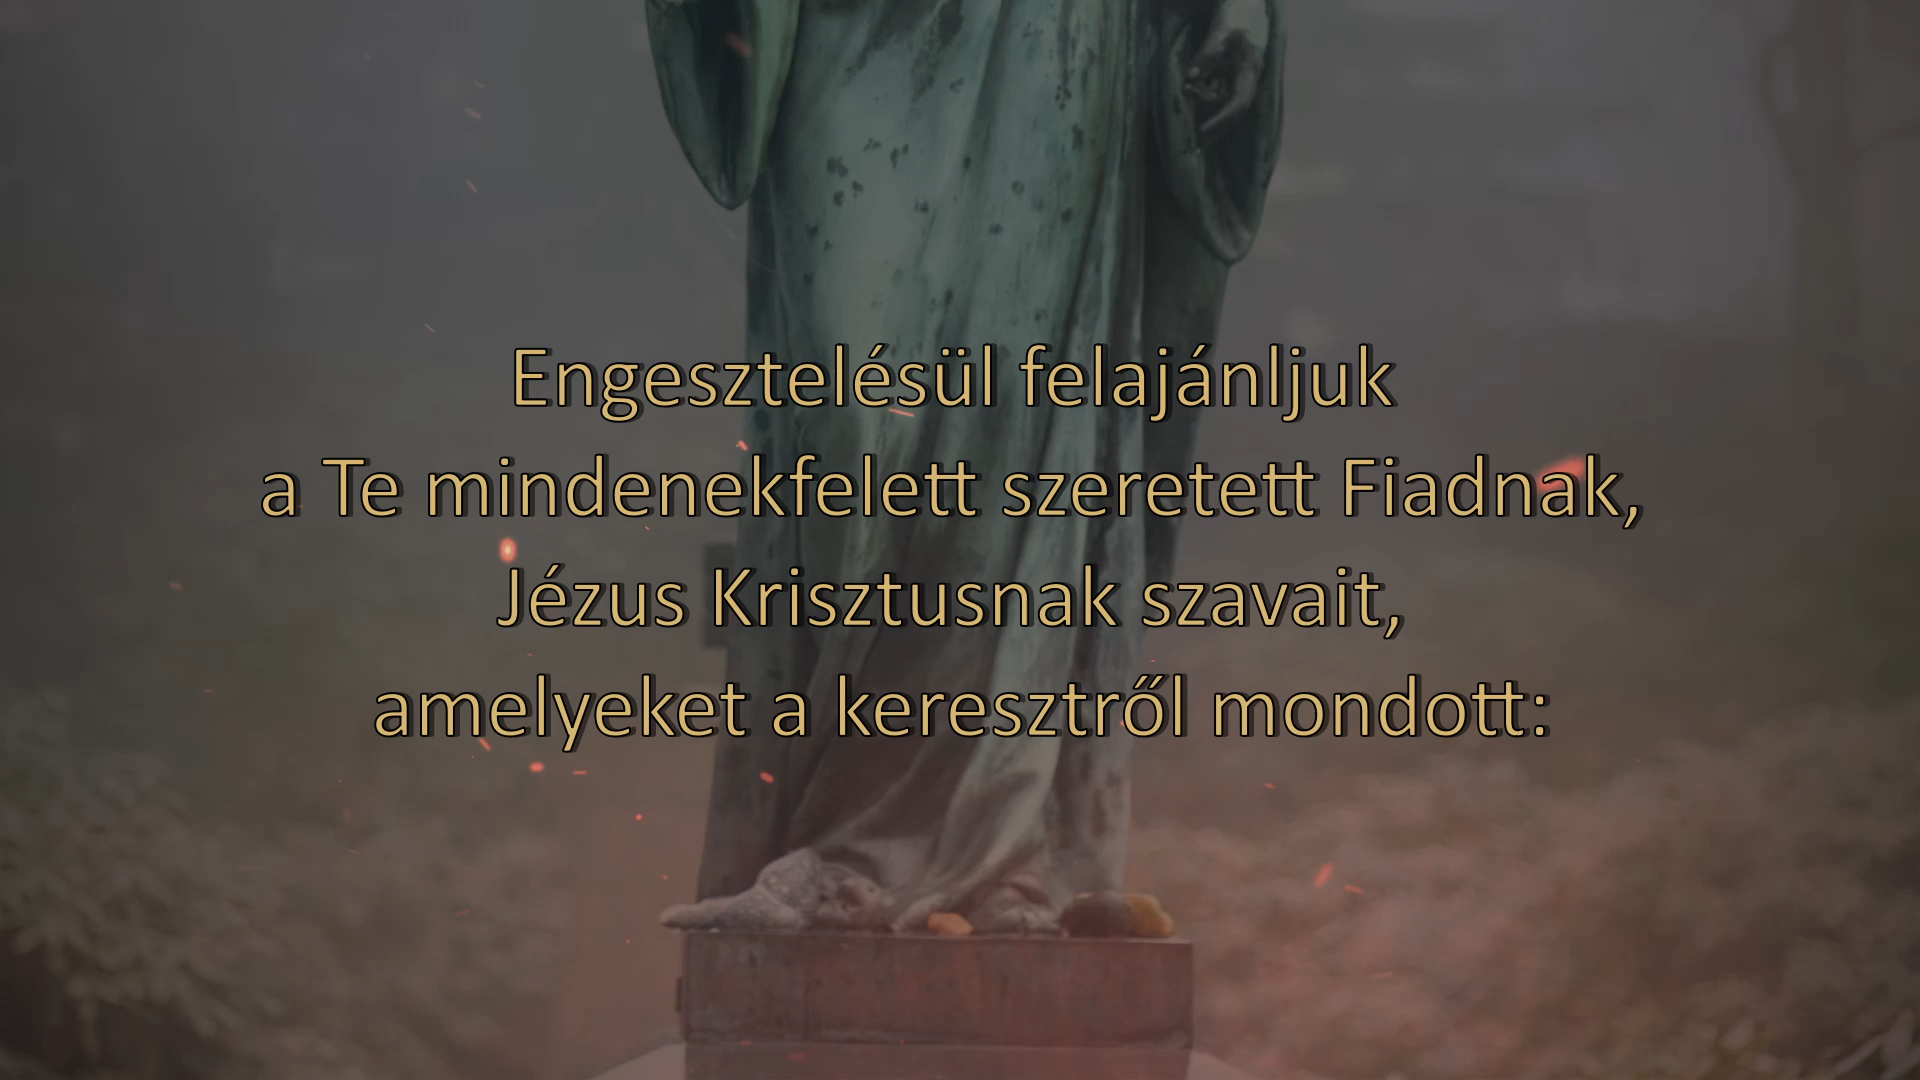 Engesztelésül felajánljuk
a Te mindenekfelett szeretett Fiadnak,
Jézus Krisztusnak szavait,
amelyeket a keresztről mondott: